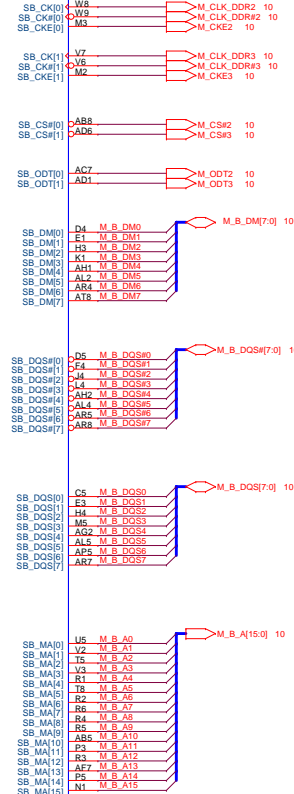 SB_CK[0] W8 M_CLK_DDR2 10
SB_CK#[0] W9 M_CLK_DDR#2 10
SB_CKE[0] M3 M_CKE2 10
SB_CK[1] V7 M_CLK_DDR3 10
SB_CK#[1] V6 M_CLK_DDR#3 10
SB_CKE[1] M2 M_CKE3 10
SB_CS#[0] AB8 M_CS#2 10
SB_CS#[1] AD6 M_CS#3 10
SB_ODT[0] AC7 M_ODT2 10
SB_ODT[1] AD1 M_ODT3 10
M_B_DM[7:0] 10
SB_DM[0] D4 M_B_DM0
SB_DM[1] E1 M_B_DM1
SB_DM[2] H3 M_B_DM2
SB_DM[3] K1 M_B_DM3
SB_DM[4] AH1 M_B_DM4
SB_DM[5] AL2 M_B_DM5
SB_DM[6] AR4 M_B_DM6
SB_DM[7] AT8 M_B_DM7
M_B_DQS#[7:0] 1
SB_DQS#[0] D5 M_B_DQS#0
SB_DQS#[1] F4 M_B_DQS#1
SB_DQS#[2] J4 M_B_DQS#2
SB_DQS#[3] L4 M_B_DQS#3
SB_DQS#[4] AH2 M_B_DQS#4
SB_DQS#[5] AL4 M_B_DQS#5
SB_DQS#[6] AR5 M_B_DQS#6
SB_DQS#[7] AR8 M_B_DQS#7
M_B_DQS[7:0] 10
SB_DQS[0] C5 M_B_DQS0
SB_DQS[1] E3 M_B_DQS1
SB_DQS[2] H4 M_B_DQS2
SB_DQS[3] M5 M_B_DQS3
SB_DQS[4] AG2 M_B_DQS4
SB_DQS[5] AL5 M_B_DQS5
SB_DQS[6] AP5 M_B_DQS6
SB_DQS[7] AR7 M_B_DQS7
M_B_A[15:0] 10
SB_MA[0] U5 M_B_A0
SB_MA[1] V2 M_B_A1
SB_MA[2] T5 M_B_A2
SB_MA[3] V3 M_B_A3
SB_MA[4] R1 M_B_A4
SB_MA[5] T8 M_B_A5
SB_MA[6] R2 M_B_A6
SB_MA[7] R6 M_B_A7
SB_MA[8] R4 M_B_A8
SB_MA[9] R5 M_B_A9
SB_MA[10] AB5 M_B_A10
SB_MA[11] P3 M_B_A11
SB_MA[12] R3 M_B_A12
SB_MA[13] AF7 M_B_A13
SB_MA[14] P5 M_B_A14
SB_MA[15] N1 M_B_A15